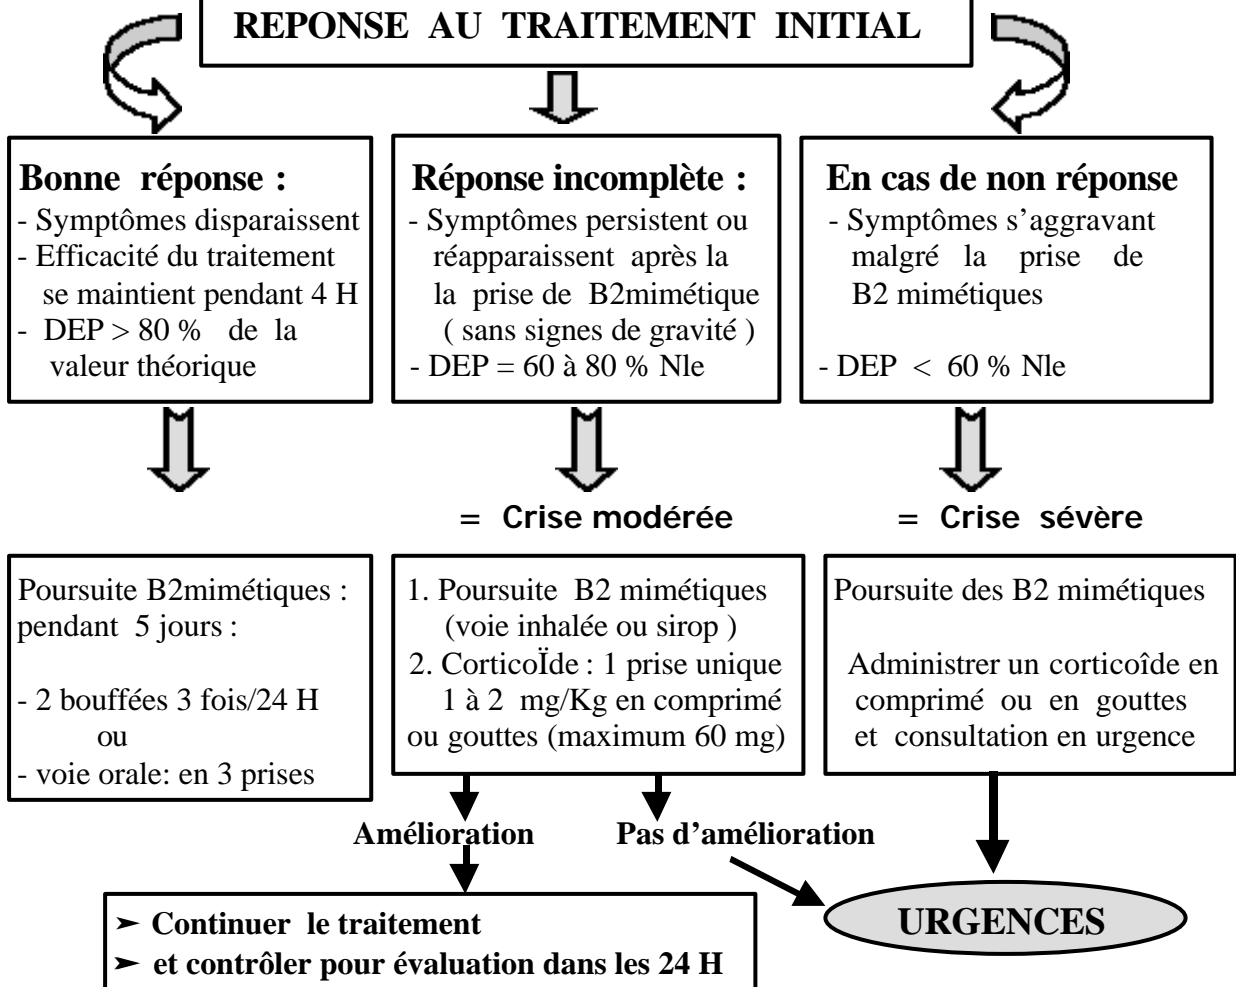 REPONSE AU TRAITEMENT INITIAL
Bonne réponse :
- Symptômes disparaissent
- Efficacité du traitement
se maintient pendant 4 H
- DEP > 80 % de la
valeur théorique
Réponse incomplète :
- Symptômes persistent ou
réapparaissent après la
la prise de B2mimétique
( sans signes de gravité )
- DEP = 60 à 80 % Nle
En cas de non réponse
- Symptômes s’aggravant
malgré la prise de
B2 mimétiques
- DEP < 60 % Nle
= Crise modérée
= Crise sévère
Poursuite B2mimétiques :
pendant 5 jours :
- 2 bouffées 3 fois/24 H
ou
- voie orale: en 3 prises
1. Poursuite B2 mimétiques
(voie inhalée ou sirop )
2. CorticoÏde : 1 prise unique
1 à 2 mg/Kg en comprimé
ou gouttes (maximum 60 mg)
Poursuite des B2 mimétiques
Administrer un corticoîde en
comprimé ou en gouttes
et consultation en urgence
Amélioration
Pas d’amélioration
➢ Continuer le traitement
➢ et contrôler pour évaluation dans les 24 H
URGENCES